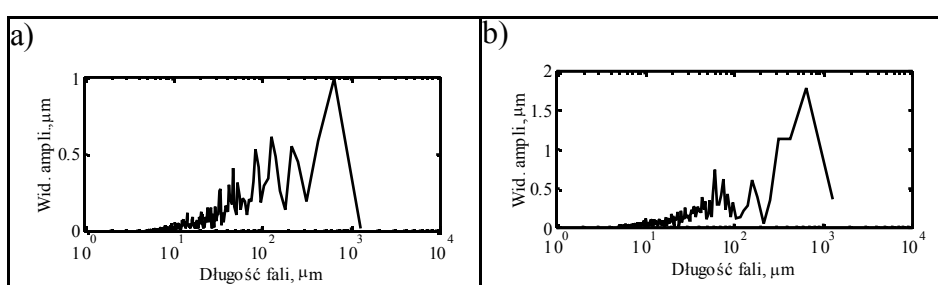 a)
1
0.5
0
10^0 10^1 10^2 10^3 10^4
Wid. ampli.,μm
Długość fali, μm
b)
2
1.5
1
0.5
0
10^0 10^1 10^2 10^3 10^4
Wid. ampli.,μm
Długość fali, μm